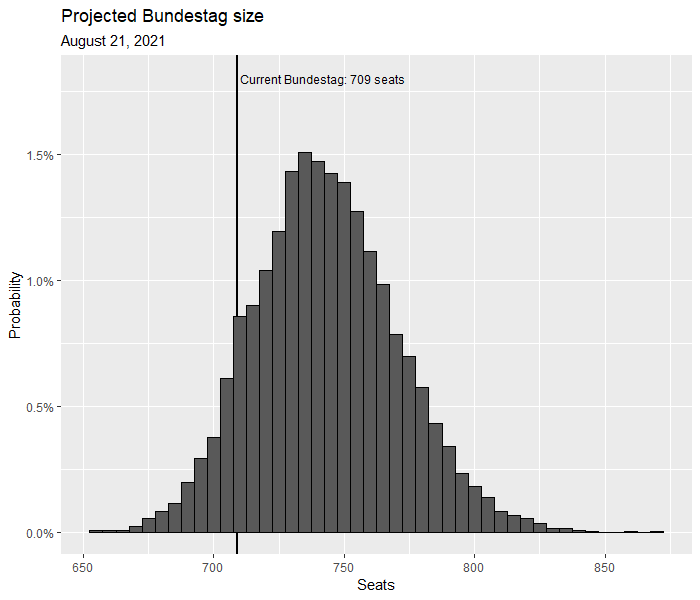 Projected Bundestag size
August 21, 2021
Current Bundestag: 709 seats
1.5%
1.0%
0.5%
0.0%
Probability
650 700 750 800 850
Seats